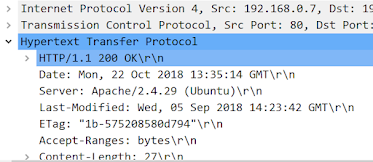 Internet Protocol Version 4, Src: 192.168.0.7, Dst: 19
Transmission Control Protocol, Src Port: 80, Dst Port:
Hypertext Transfer Protocol
HTTP/1.1 200 OK\r\n
Date: Mon, 22 Oct 2018 13:35:14 GMT\r\n
Server: Apache/2.4.29 (Ubuntu)\r\n
Last-Modified: Wed, 05 Sep 2018 14:23:42 GMT\r\n
ETag: "1b-575208580d794"\r\n
Accept-Ranges: bytes\r\n
Content-Length: 27\r\n